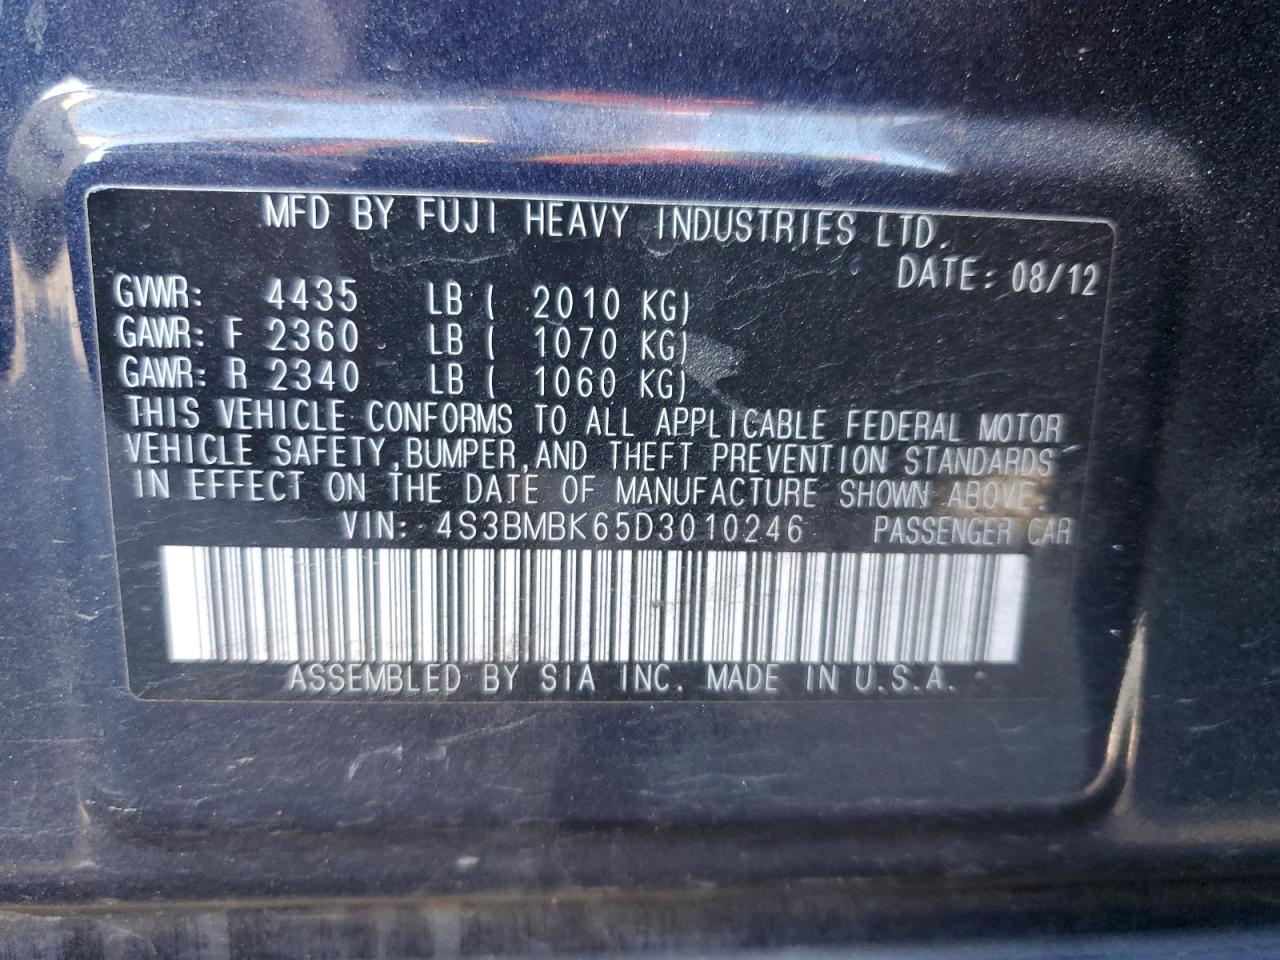 MFD BY FUJI HEAVY INDUSTRIES LTD.
DATE: 08/12
GVWR: 4435 LB ( 2010 KG)
GAWR: F 2360 LB ( 1070 KG)
GAWR: R 2340 LB ( 1060 KG)
THIS VEHICLE CONFORMS TO ALL APPLICABLE FEDERAL MOTOR
VEHICLE SAFETY,BUMPER,AND THEFT PREVENTION STANDARDS
IN EFFECT ON THE DATE OF MANUFACTURE SHOWN ABOVE.
VIN: 4S3BMBK65D3010246 PASSENGER CAR
ASSEMBLED BY SIA INC. MADE IN U.S.A.